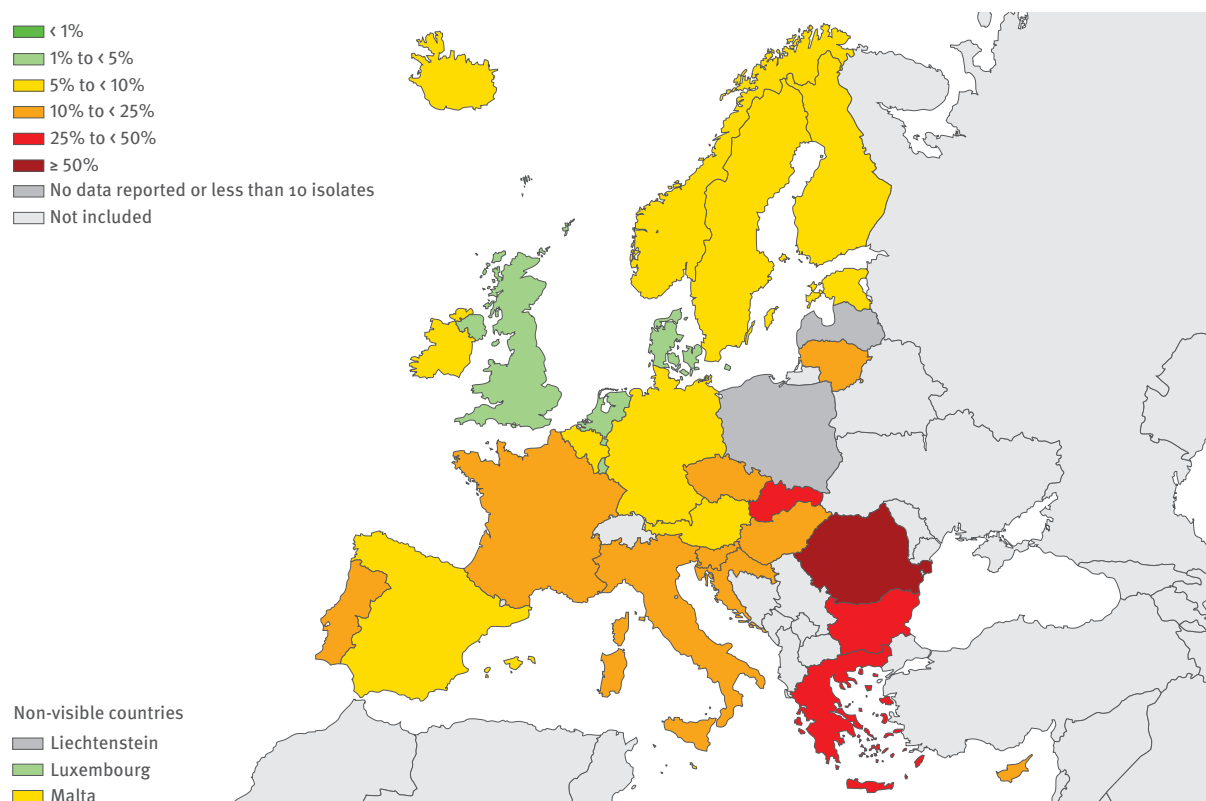 < 1%
1% to < 5%
5% to < 10%
10% to < 25%
25% to < 50%
≥ 50%
No data reported or less than 10 isolates
Not included
Non-visible countries
Liechtenstein
Luxembourg
Malta